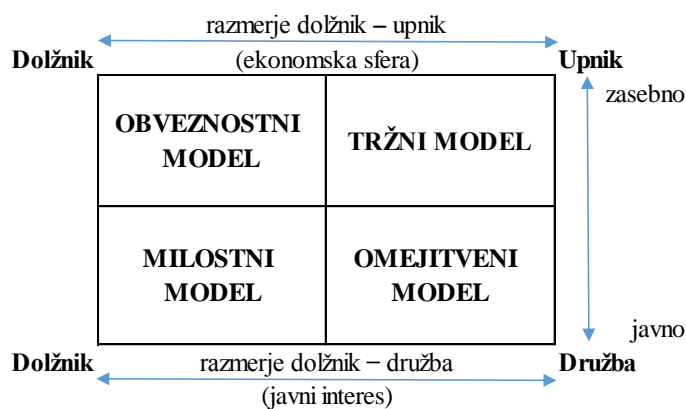 razmerje dolžnik – upnik
Dolžnik (ekonomska sfera) Upnik
zasebno
OBVEZNOSTNI MODEL
TRŽNI MODEL
MILOSTNI MODEL
OMEJITVENI MODEL
javno
Dolžnik razmerje dolžnik – družba Družba
(javni interes)